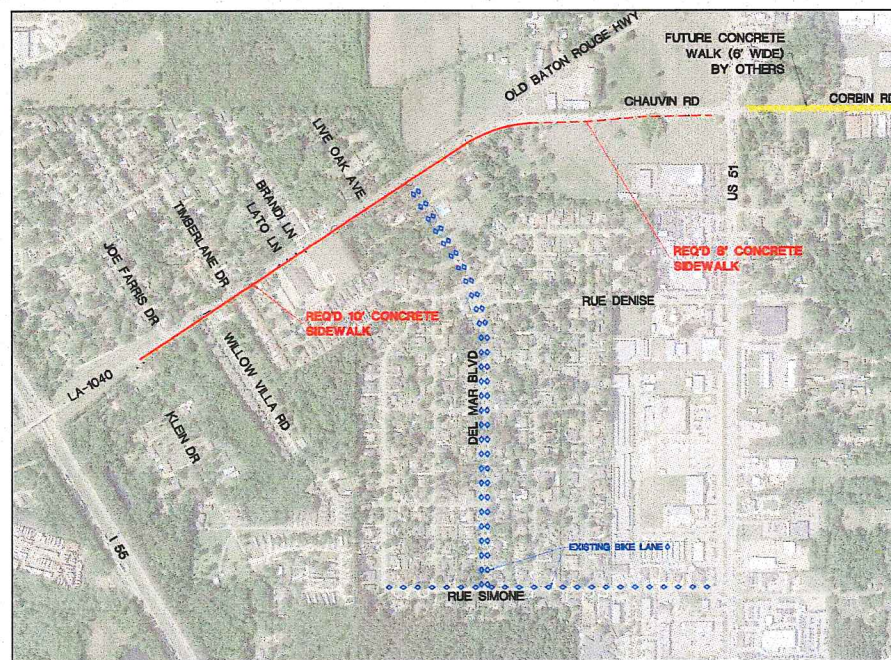 OLD BATON ROUGE HWY
FUTURE CONCRETE
WALK (6' WIDE)
BY OTHERS
CHAUVIN RD
CORBIN RD
LIVE OAK AVE
US 51
BRANDI LN
LATO LN
TIMBERLANE DR
JOE FARRIS DR
REQ'D 8' CONCRETE
SIDEWALK
RUE DENISE
REQ'D 10' CONCRETE
SIDEWALK
WILLOW VILLA RD
LA-1040
DEL MAR BLVD
KLEIN DR
I 55
EXISTING BIKE LANE
RUE SIMONE